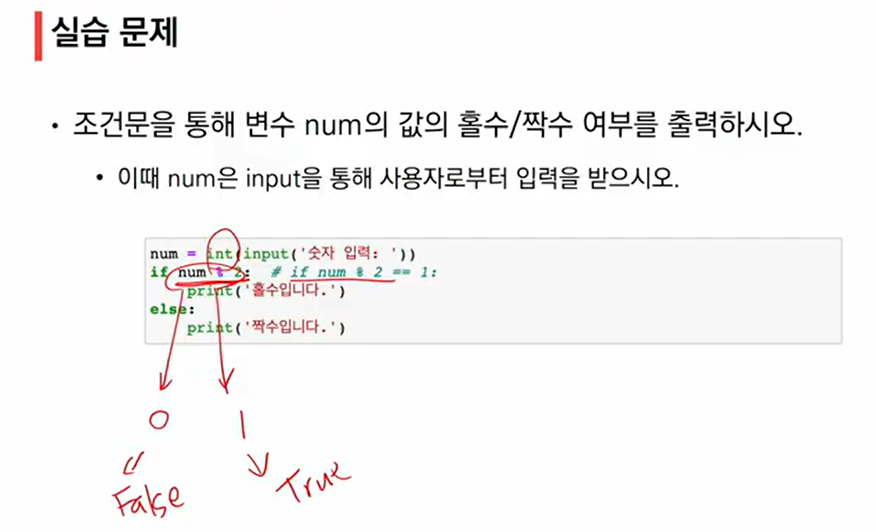 실습 문제
• 조건문을 통해 변수 num의 값의 홀수/짝수 여부를 출력하시오.
• 이때 num은 input을 통해 사용자로부터 입력을 받으시오.
num = int(input('숫자 입력: '))
if num % 2:  # if num % 2 == 1:
    print('홀수입니다.')
else:
    print('짝수입니다.')
0 1
False True